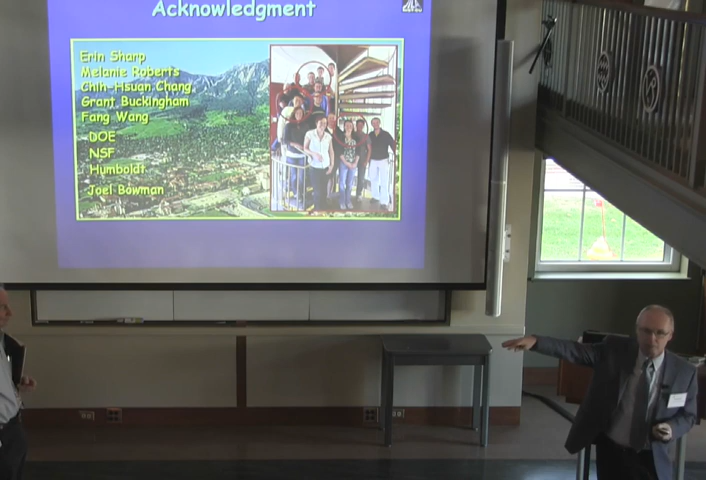 Acknowledgment
Erin Sharp
Melanie Roberts
Chih-Hsuan Chang
Grant Buckingham
Fang Wang
DOE
NSF
Humboldt
Joel Bowman